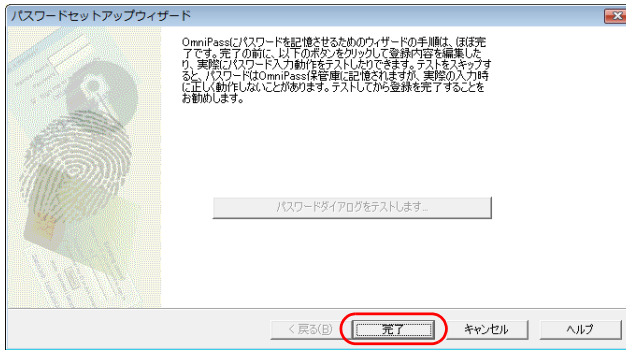 パスワードセットアップウィザード
OmniPassにパスワードを記憶させるためのウィザードの手順は、ほぼ完
了です。完了の前に、以下のボタンをクリックして登録内容を編集した
り、実際にパスワード入力動作をテストしたりできます。テストをスキップす
ると、パスワードはOmniPass保管庫に記憶されますが、実際の入力時
に正しく動作しないことがあります。テストしてから登録を完了することを
お勧めします。
パスワードダイアログをテストします...
< 戻る(B)
完了
キャンセル
ヘルプ